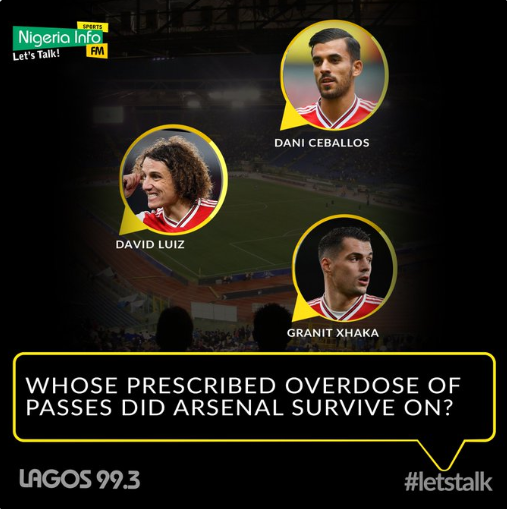 SPORTS
Nigeria Info
FM
Let's Talk!
DANI CEBALLOS
DAVID LUIZ
GRANIT XHAKA
WHOSE PRESCRIBED OVERDOSE OF
PASSES DID ARSENAL SURVIVE ON?
LAGOS 99.3
#letstalk